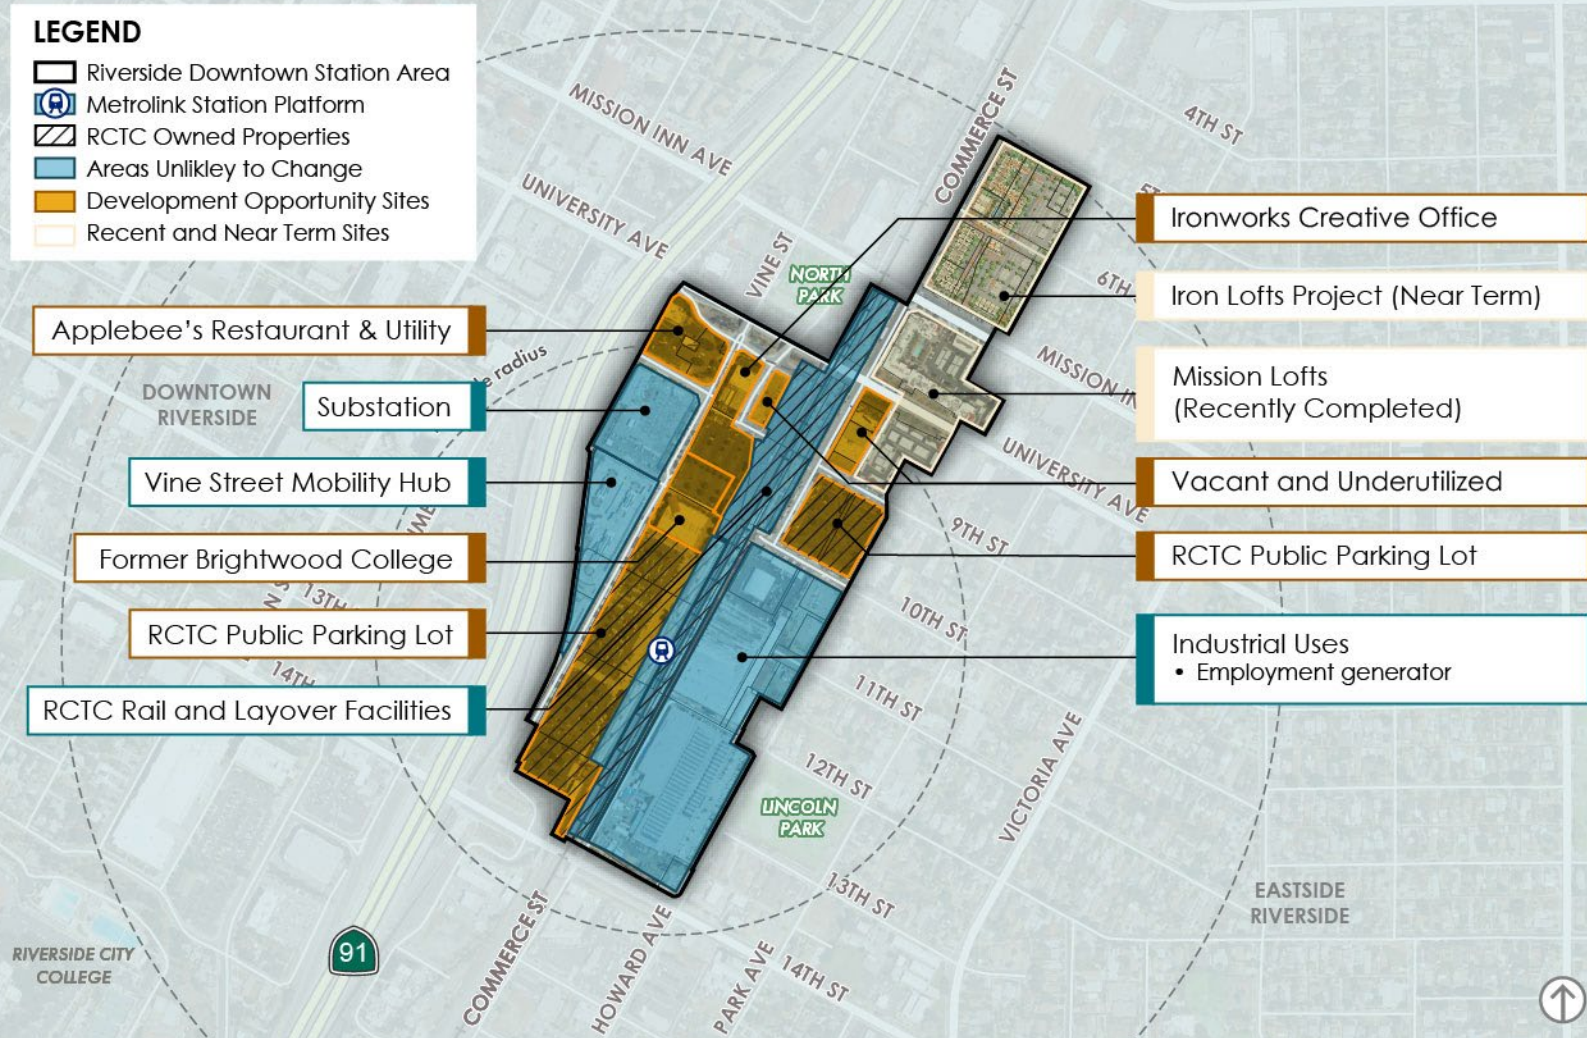 LEGEND
Riverside Downtown Station Area
Metrolink Station Platform
RCTC Owned Properties
Areas Unlikley to Change
Development Opportunity Sites
Recent and Near Term Sites
MISSION INN AVE
UNIVERSITY AVE
VINE ST
NORTH
PARK
COMMERCE ST
4TH ST
6TH
Applebee's Restaurant & Utility
radius
DOWNTOWN
RIVERSIDE
Substation
Vine Street Mobility Hub
Former Brightwood College
13TH
RCTC Public Parking Lot
14TH
RCTC Rail and Layover Facilities
Ironworks Creative Office
Iron Lofts Project (Near Term)
Mission Lofts
(Recently Completed)
MISSION
UNIVERSITY AVE
Vacant and Underutilized
9TH ST
RCTC Public Parking Lot
10TH ST
Industrial Uses
• Employment generator
11TH ST
12TH ST
VICTORIA AVE
LINCOLN
PARK
13TH ST
14TH ST
EASTSIDE
RIVERSIDE
COMMERCE ST
HOWARD AVE
PARK AVE
91
RIVERSIDE CITY
COLLEGE